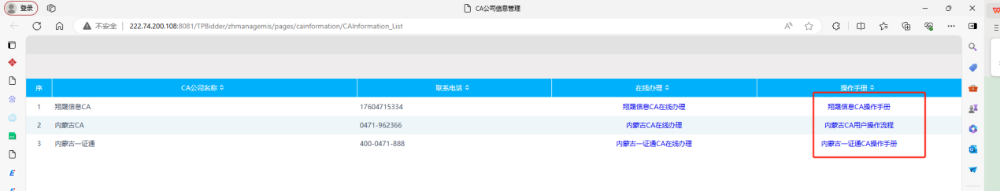 登录
CA公司信息管理
不安全 222.74.200.108:8081/TPBidder/zhmanagemis/pages/cainformation/CAInformation_List
序 CA公司名称 联系电话 在线办理 操作手册
1 翔晟信息CA 17604715334 翔晟信息CA在线办理 翔晟信息CA操作手册
2 内蒙古CA 0471-962366 内蒙古CA在线办理 内蒙古CA用户操作流程
3 内蒙古一证通 400-0471-888 内蒙古一证通CA在线办理 内蒙古一证通CA操作手册